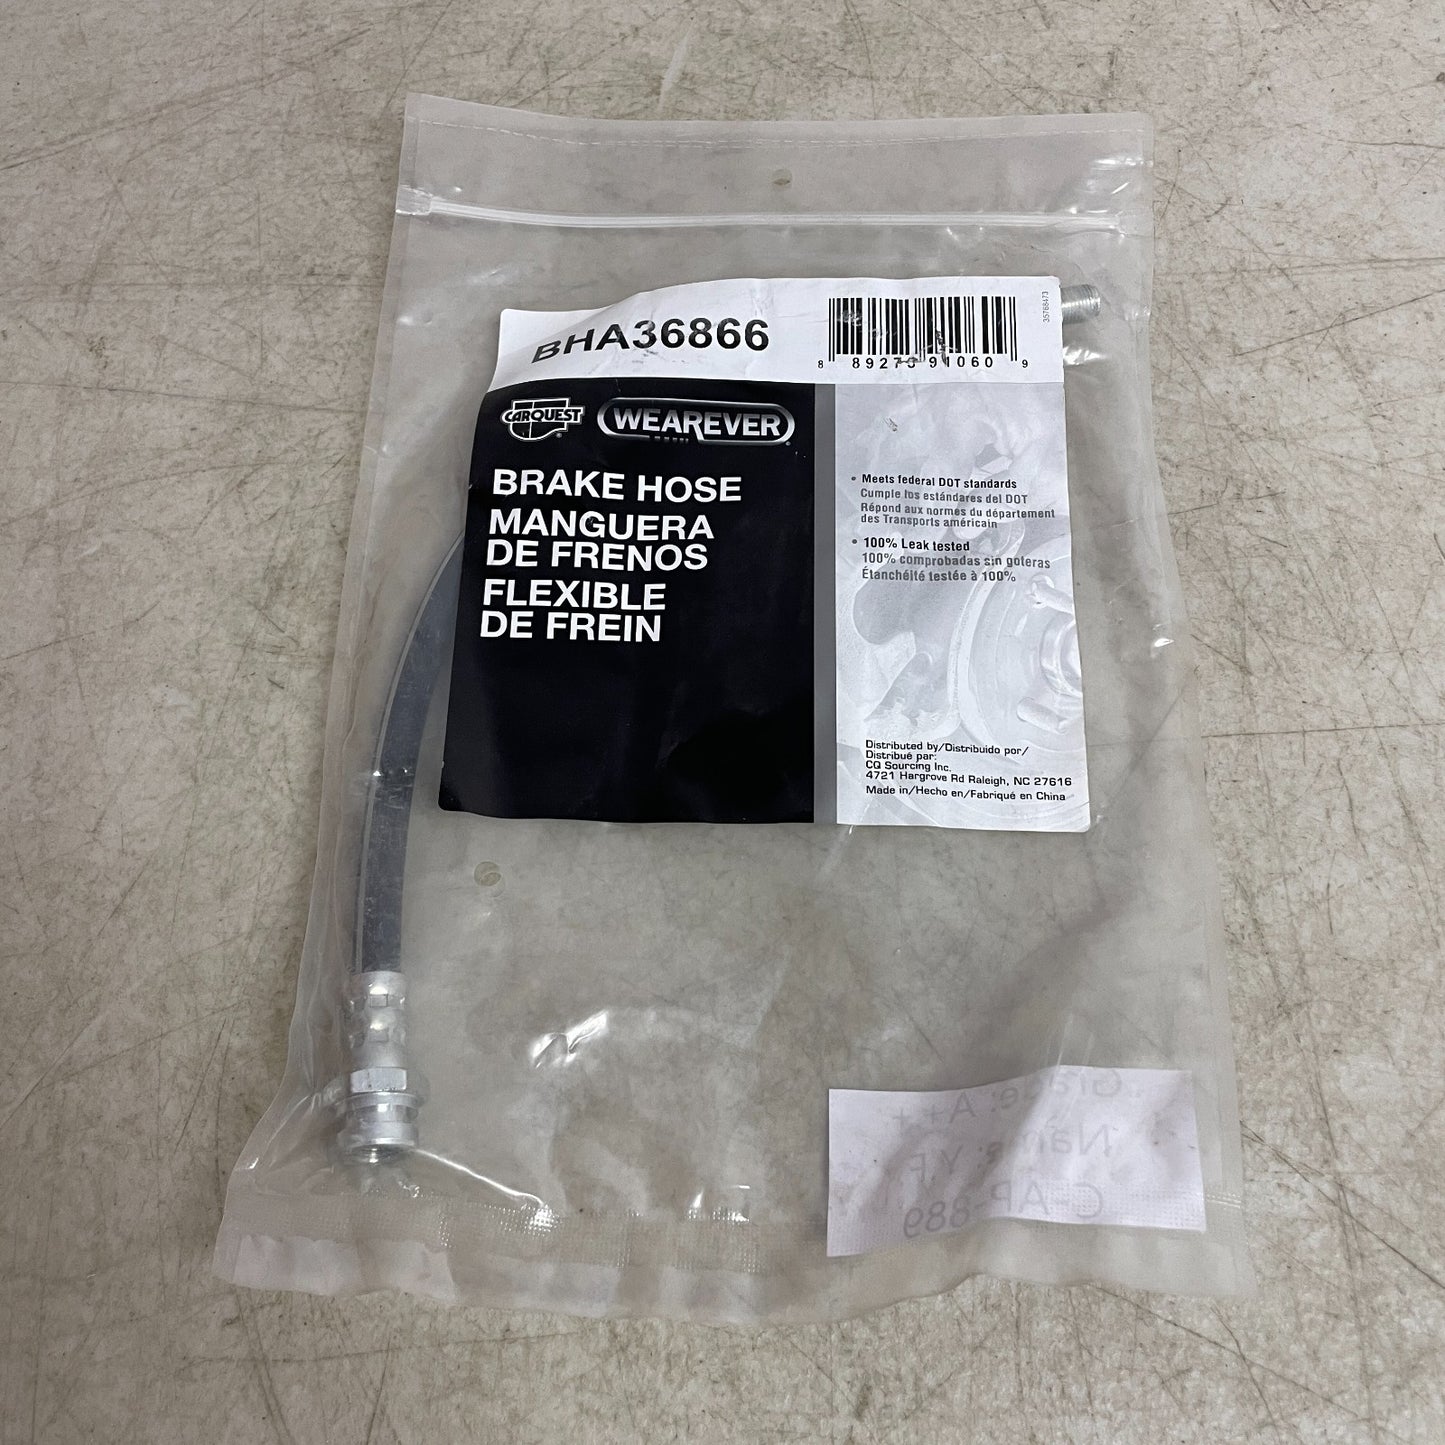 BHA36866
8 89275 91060 9
35768473
CARQUEST WEAREVER
BRAKE HOSE
MANGUERA
DE FRENOS
FLEXIBLE
DE FREIN
• Meets federal DOT standards
Cumple los estándares del DOT
Répond aux normes du département
des Transports américain
• 100% Leak tested
100% comprobadas sin goteras
Étanchéité testée à 100%
Distributed by/Distribuido por/
Distribué par:
CQ Sourcing Inc.
4721 Hargrove Rd Raleigh, NC 27616
Made in/Hecho en/Fabriqué en China
Grade: A++